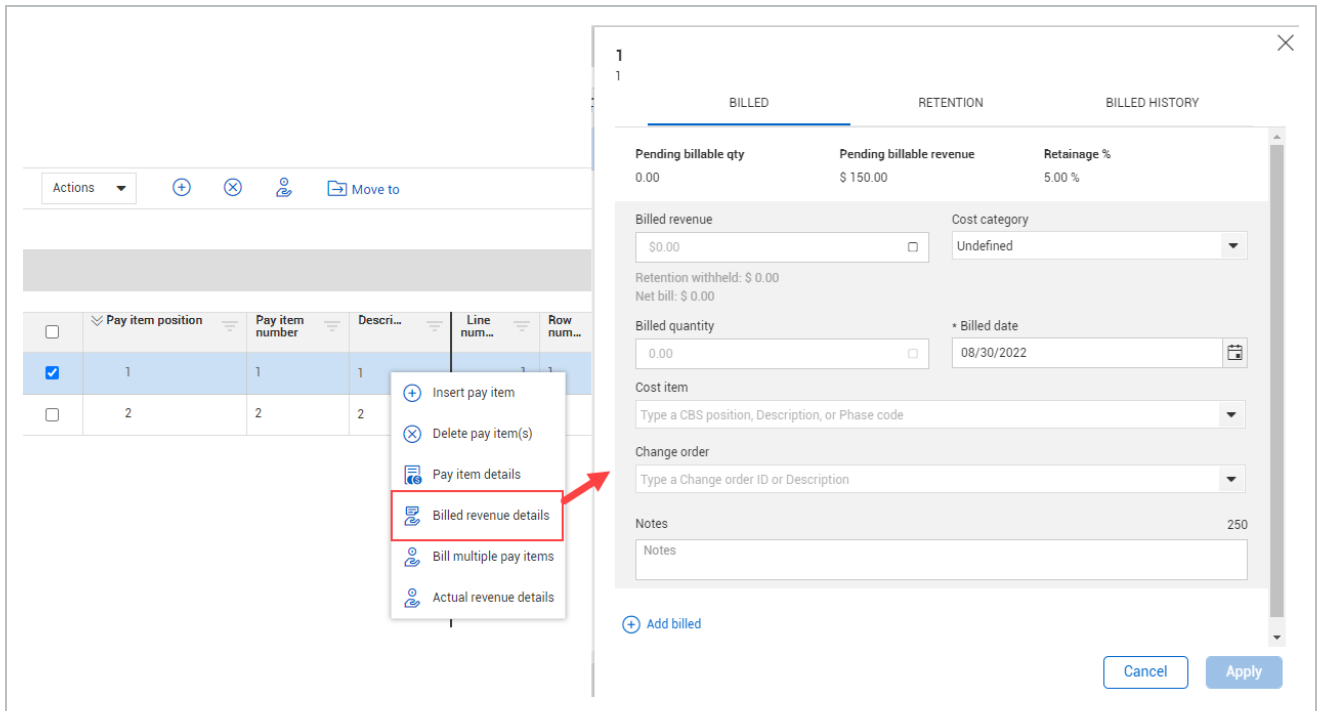 1
1
BILLED RETENTION BILLED HISTORY
Pending billable qty Pending billable revenue Retainage %
0.00 $ 150.00 5.00 %
Actions Move to
Billed revenue Cost category
$0.00 Undefined
Retention withheld: $ 0.00
Net bill: $ 0.00
Billed quantity * Billed date
0.00 08/30/2022
Cost item
Type a CBS position, Description, or Phase code
Change order
Type a Change order ID or Description
Notes 250
Notes
Add billed
Cancel Apply
Pay item position Pay item number Descri... Line num... Row num...
1 1 1 1 1
2 2 2
Insert pay item
Delete pay item(s)
Pay item details
Billed revenue details
Bill multiple pay items
Actual revenue details